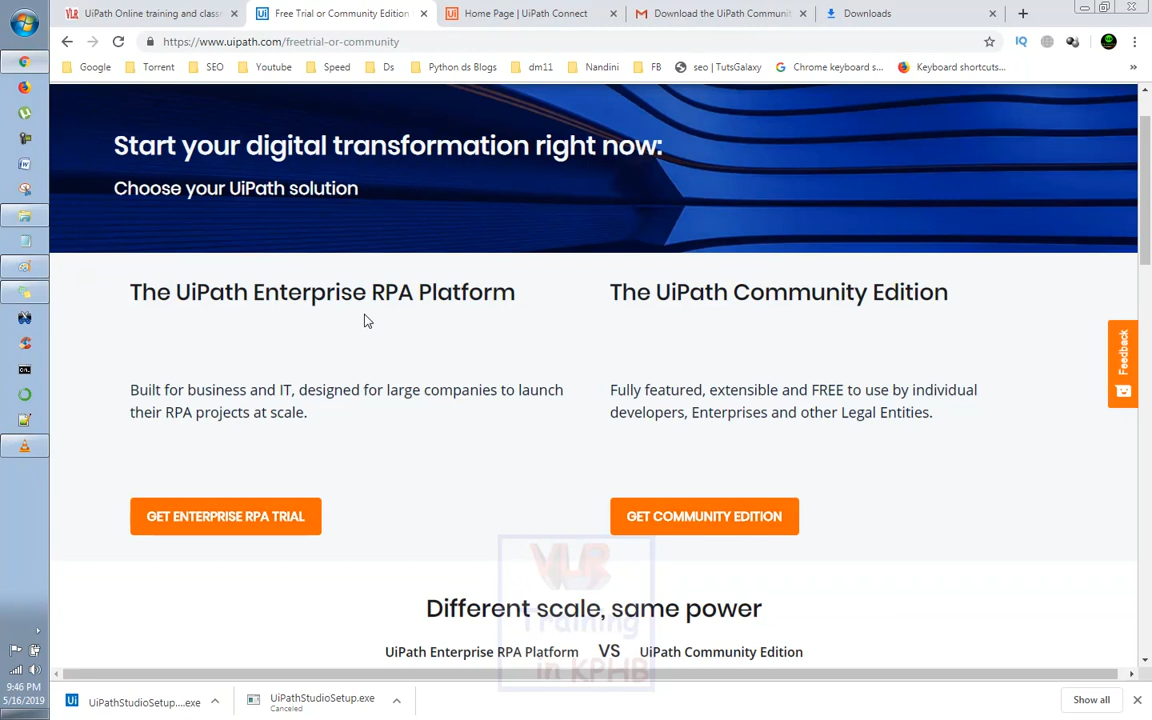 UiPath Online training and class
Free Trial or Community Edition
Home Page | UiPath Connect
Download the UiPath Communit
Downloads
https://www.uipath.com/freetrial-or-community
IQ
Google
Torrent
SEO
Youtube
Speed
Ds
Python ds Blogs
dm11
Nandini
FB
seo | TutsGalaxy
Chrome keyboard s...
Keyboard shortcuts...
»
Start your digital transformation right now:
Choose your UiPath solution
The UiPath Enterprise RPA Platform
The UiPath Community Edition
Built for business and IT, designed for large companies to launch
their RPA projects at scale.
Fully featured, extensible and FREE to use by individual
developers, Enterprises and other Legal Entities.
GET ENTERPRISE RPA TRIAL
GET COMMUNITY EDITION
Feedback
Different scale, same power
UiPath Enterprise RPA Platform VS UiPath Community Edition
VLR
Training
in KPHB
9:46 PM
5/16/2019
Ui
UiPathStudioSetup....exe
UiPathStudioSetup.exe
Canceled
Show all